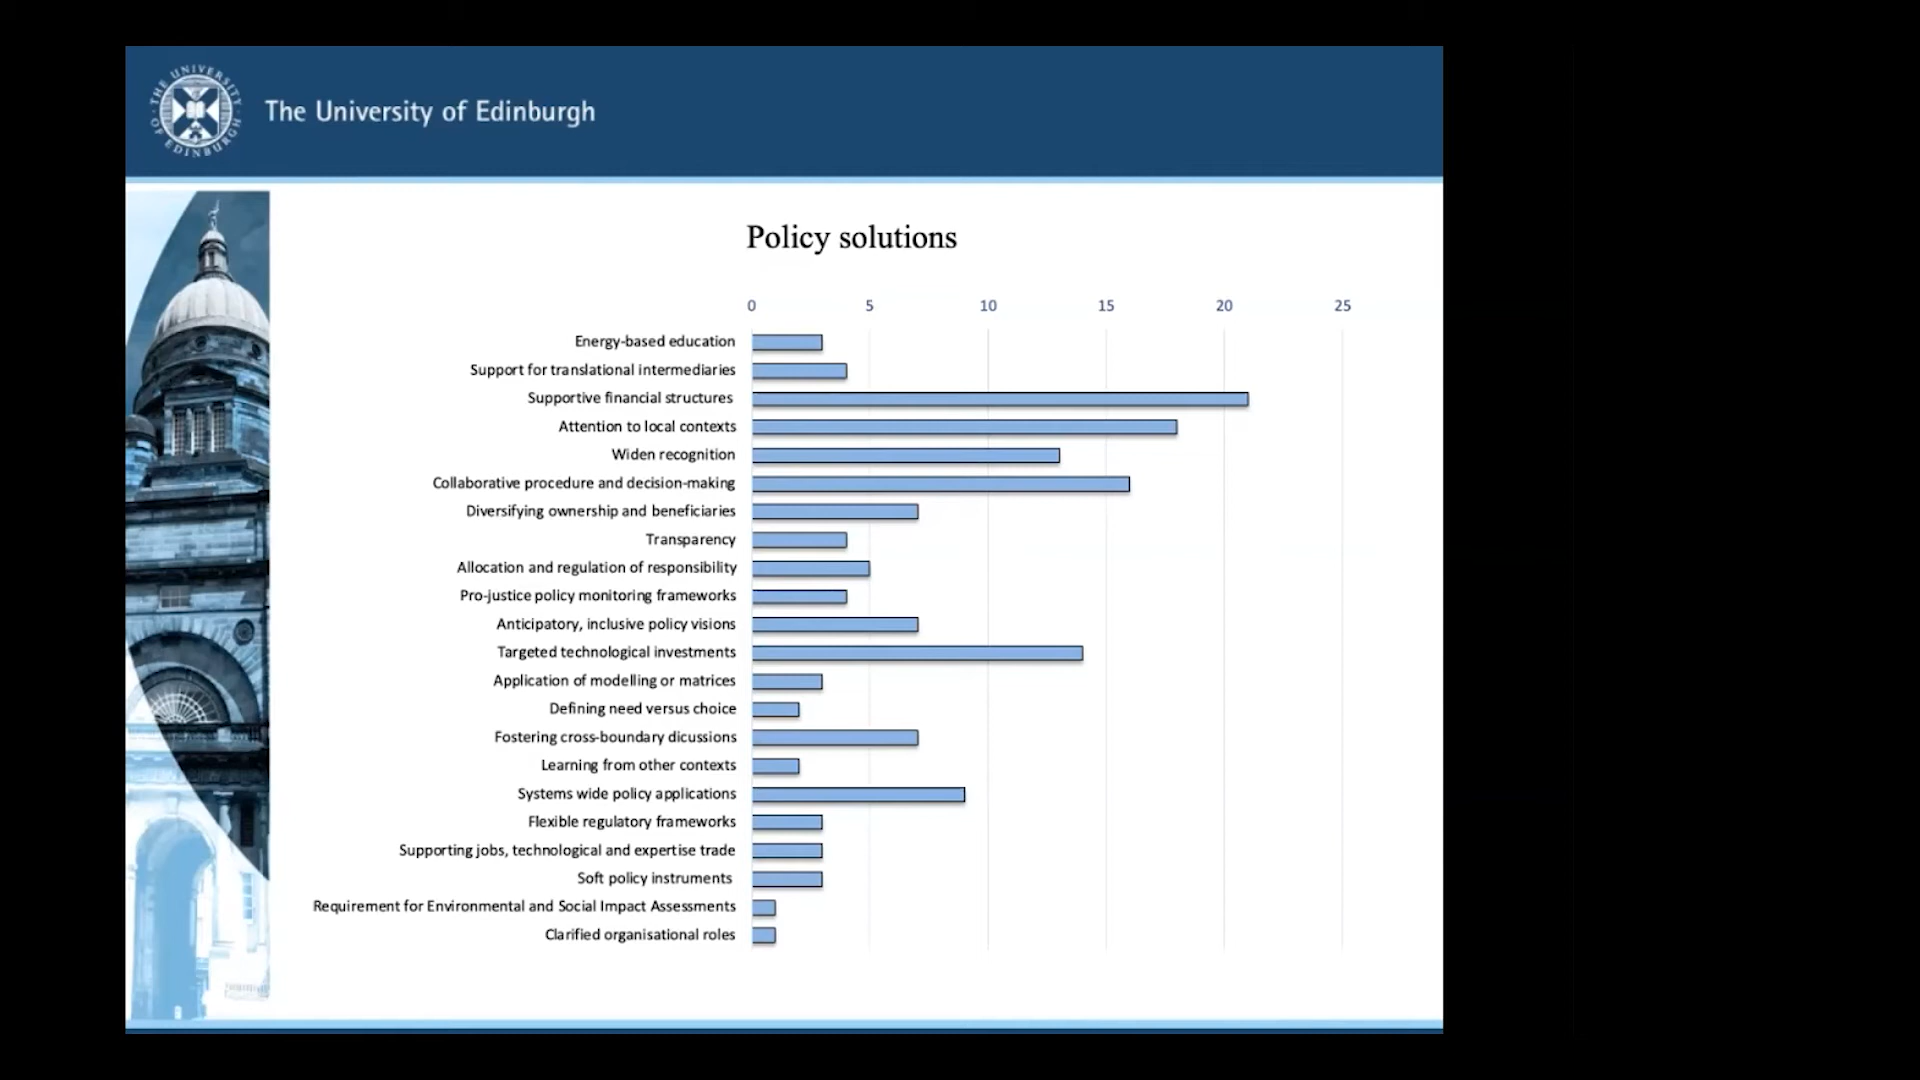 THE UNIVERSITY OF EDINBURGH
The University of Edinburgh
Policy solutions
0 5 10 15 20 25
Energy-based education
Support for translational intermediaries
Supportive financial structures
Attention to local contexts
Widen recognition
Collaborative procedure and decision-making
Diversifying ownership and beneficiaries
Transparency
Allocation and regulation of responsibility
Pro-justice policy monitoring frameworks
Anticipatory, inclusive policy visions
Targeted technological investments
Application of modelling or matrices
Defining need versus choice
Fostering cross-boundary dicussions
Learning from other contexts
Systems wide policy applications
Flexible regulatory frameworks
Supporting jobs, technological and expertise trade
Soft policy instruments
Requirement for Environmental and Social Impact Assessments
Clarified organisational roles